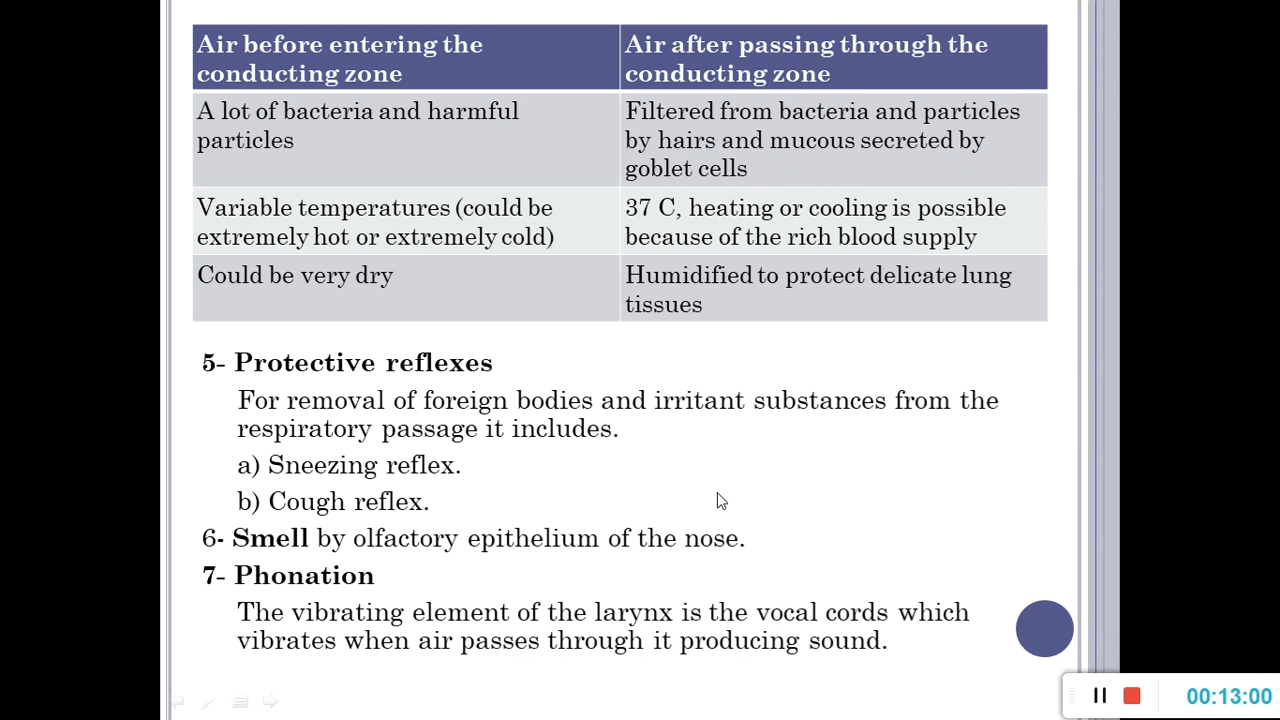 Air before entering the
conducting zone
Air after passing through the
conducting zone
A lot of bacteria and harmful
particles
Filtered from bacteria and particles
by hairs and mucous secreted by
goblet cells
Variable temperatures (could be
extremely hot or extremely cold)
37 C, heating or cooling is possible
because of the rich blood supply
Could be very dry
Humidified to protect delicate lung
tissues
5- Protective reflexes
For removal of foreign bodies and irritant substances from the
respiratory passage it includes.
a) Sneezing reflex.
b) Cough reflex.
6- Smell by olfactory epithelium of the nose.
7- Phonation
The vibrating element of the larynx is the vocal cords which
vibrates when air passes through it producing sound.
00:13:00